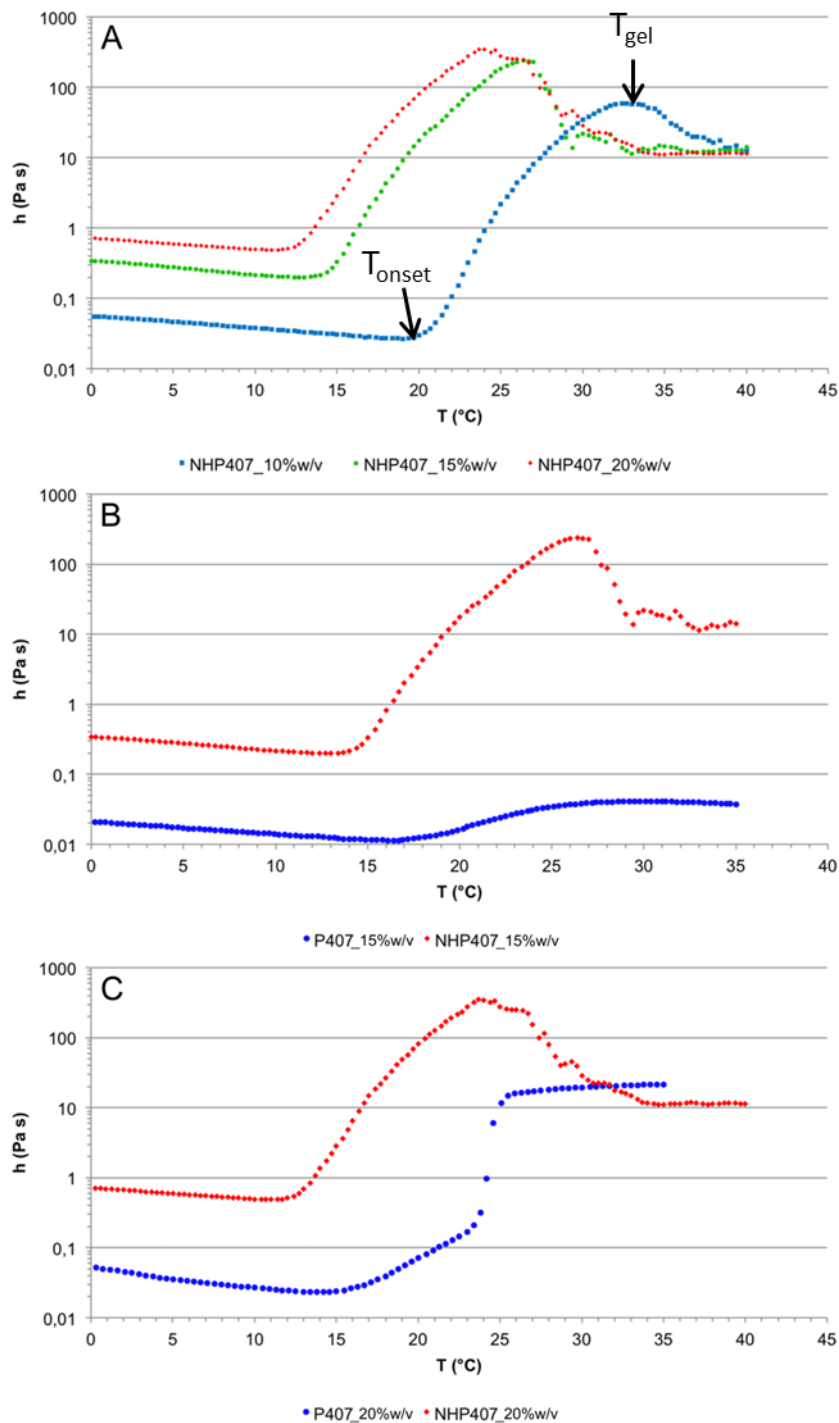 A
T_gel
1000
100
10
1
0,1
0,01
h (Pa s)
T_onset
0 5 10 15 20 25 30 35 40 45
T (°C)
NHP407_10%w/v NHP407_15%w/v NHP407_20%w/v
B
1000
100
10
1
0,1
0,01
h (Pa s)
0 5 10 15 20 25 30 35 40
T (°C)
P407_15%w/v NHP407_15%w/v
C
1000
100
10
1
0,1
0,01
h (Pa s)
0 5 10 15 20 25 30 35 40 45
T (°C)
P407_20%w/v NHP407_20%w/v